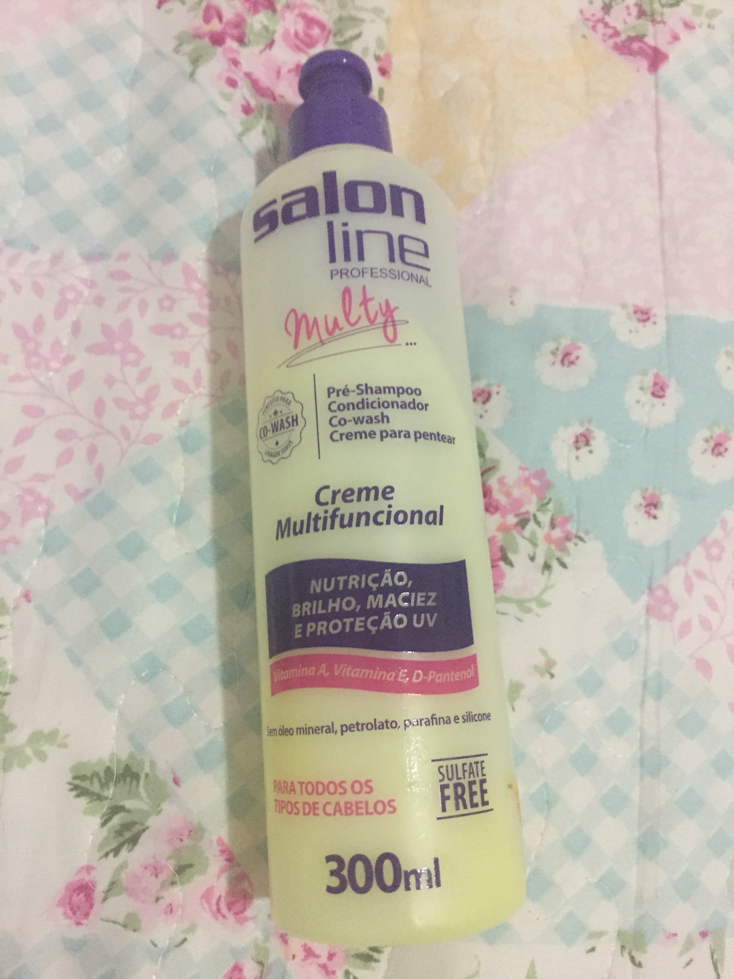 salon
line
PROFESSIONAL
Multy
...
CO-WASH
Pré-Shampoo
Condicionador
Co-wash
Creme para pentear
Creme
Multifuncional
NUTRIÇÃO,
BRILHO, MACIEZ
E PROTEÇÃO UV
Vitamina A, Vitamina E, D-Pantenol
Sem óleo mineral, petrolato, parafina e silicone
PARA TODOS OS
TIPOS DE CABELOS
SULFATE
FREE
300ml